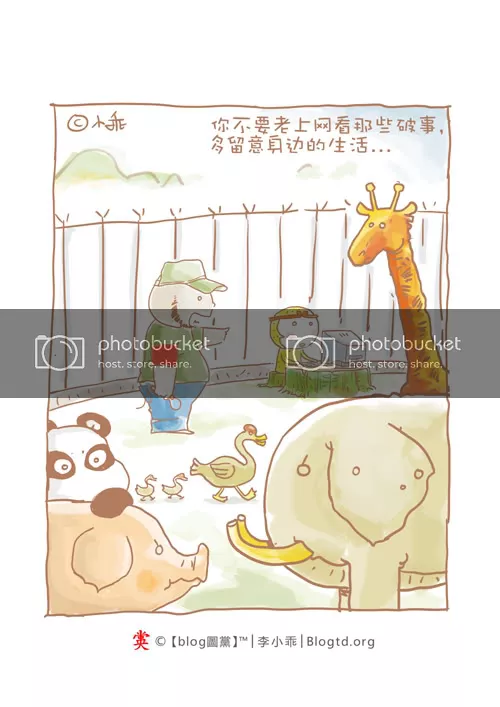 © 小乖
你不要老上网看那些破事，
多留意身边的生活...
photobucket
host. store. share.
photobucket
host. store. share.
党 ©【blog圖黨】™ | 李小乖 | Blogtd.org